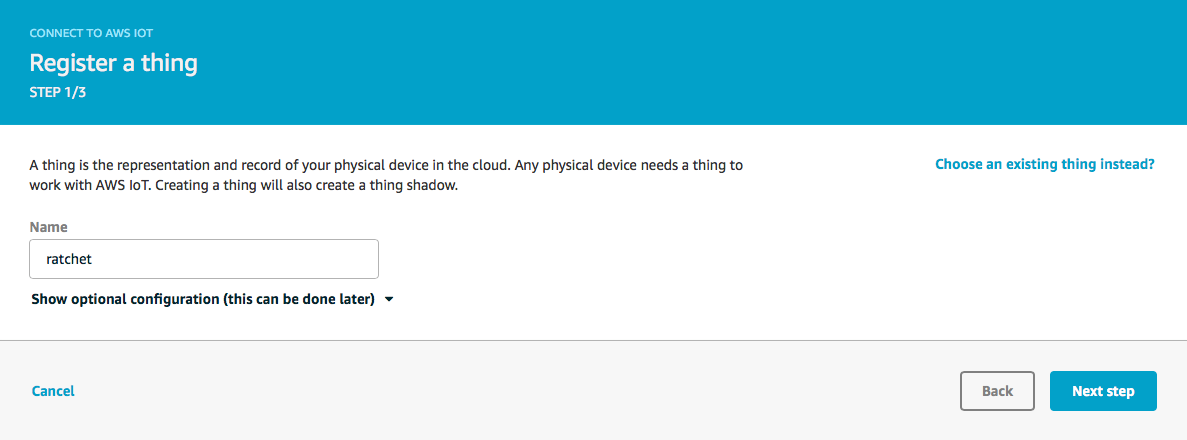 CONNECT TO AWS IOT
Register a thing
STEP 1/3
A thing is the representation and record of your physical device in the cloud. Any physical device needs a thing to
work with AWS IoT. Creating a thing will also create a thing shadow.
Choose an existing thing instead?
Name
ratchet
Show optional configuration (this can be done later)
Cancel
Back
Next step